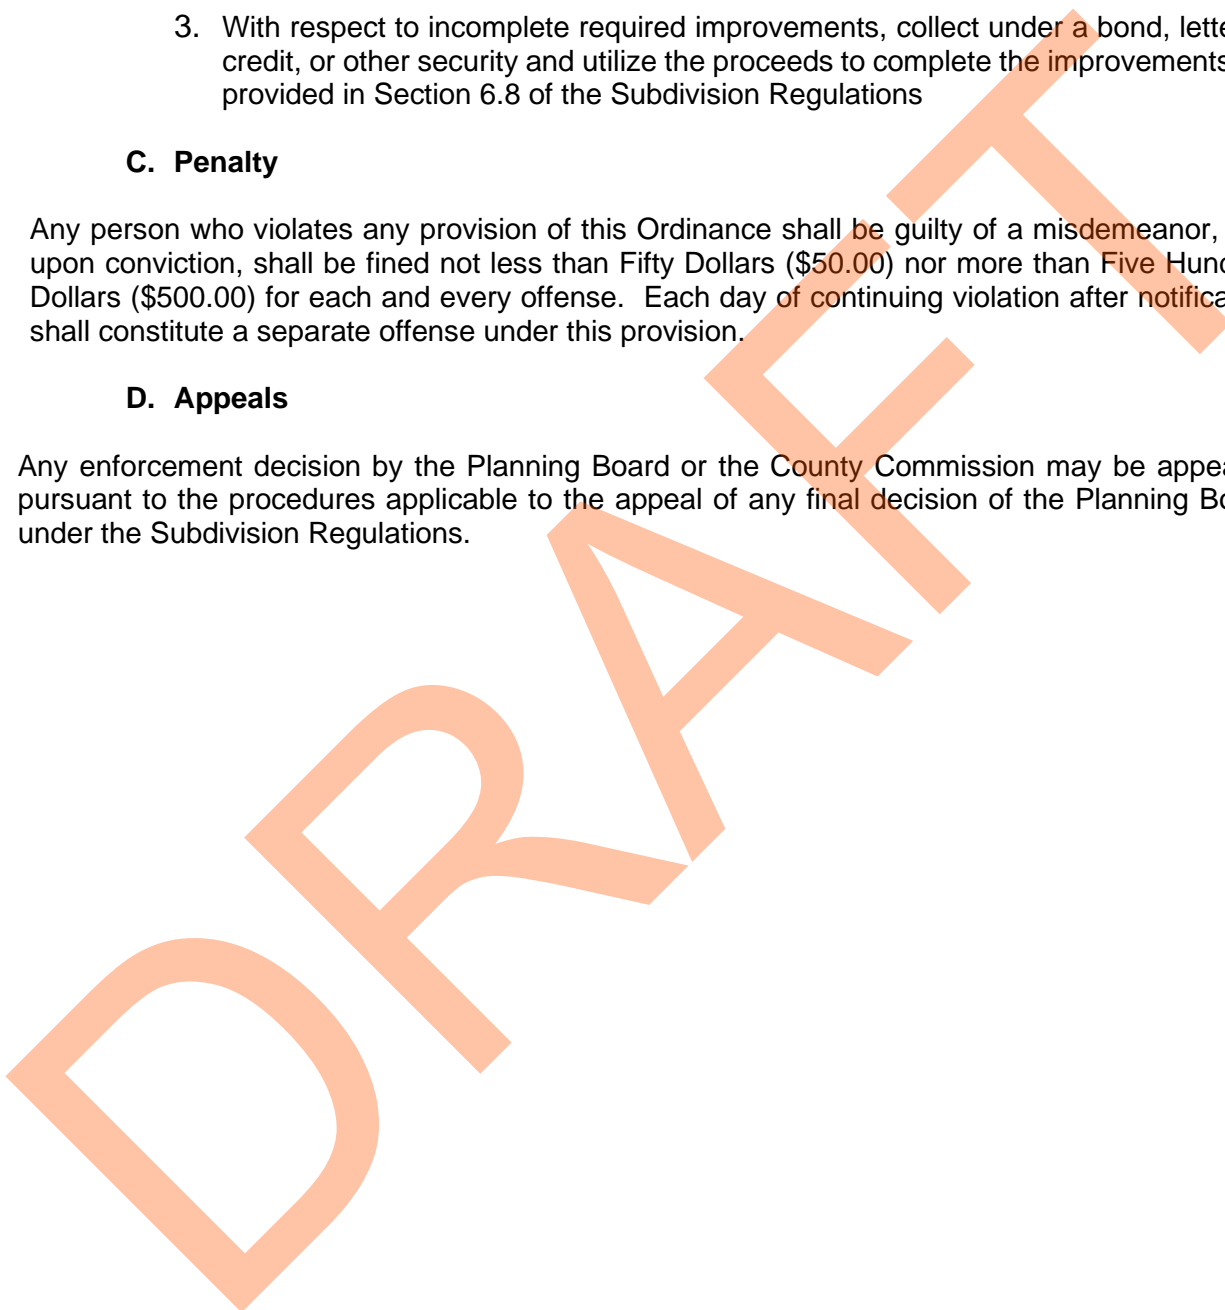 3. With respect to incomplete required improvements, collect under a bond, lette
credit, or other security and utilize the proceeds to complete the improvements
provided in Section 6.8 of the Subdivision Regulations
C. Penalty
Any person who violates any provision of this Ordinance shall be guilty of a misdemeanor,
upon conviction, shall be fined not less than Fifty Dollars ($50.00) nor more than Five Hund
Dollars ($500.00) for each and every offense. Each day of continuing violation after notifica
shall constitute a separate offense under this provision.
D. Appeals
Any enforcement decision by the Planning Board or the County Commission may be appea
pursuant to the procedures applicable to the appeal of any final decision of the Planning Bo
under the Subdivision Regulations.
DRAFT